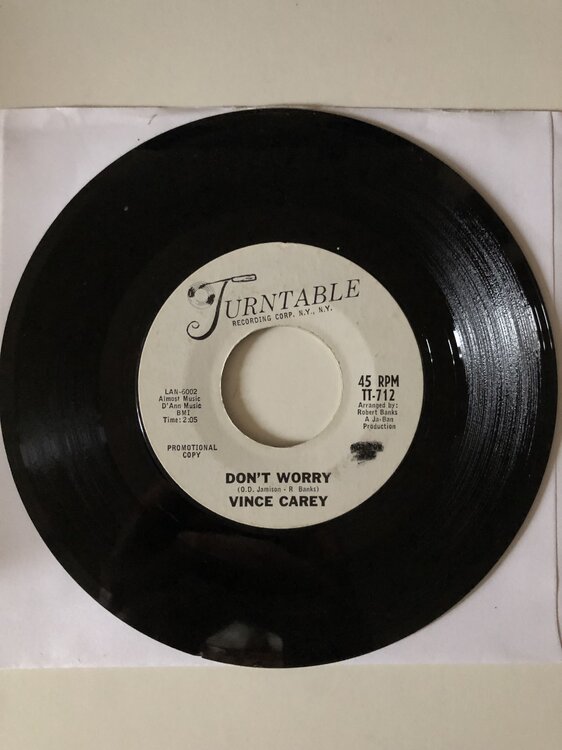 TURNTABLE
RECORDING CORP. N.Y., N.Y.
LAN-6002
Almost Music
D'Ann Music
BMI
Time: 2:05
PROMOTIONAL
COPY
45 RPM
TT-712
Arranged by:
Robert Banks
A Ja-Ban
Production
DON'T WORRY
(O.D. Jamison - R Banks)
VINCE CAREY